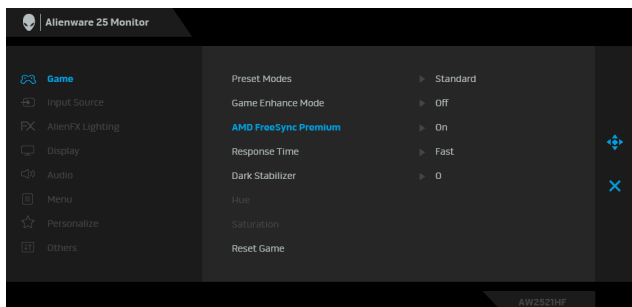 Alienware 25 Monitor
Game
Input Source
AlienFX Lighting
Display
Audio
Menu
Personalize
Others
Preset Modes Standard
Game Enhance Mode Off
AMD FreeSync Premium On
Response Time Fast
Dark Stabilizer 0
Hue
Saturation
Reset Game
AW2521HF